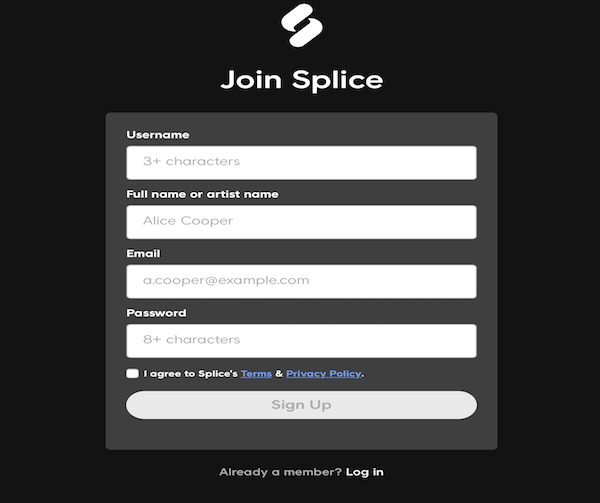 Join Splice
Username
3+ characters
Full name or artist name
Alice Cooper
Email
a.cooper@example.com
Password
8+ characters
I agree to Splice's Terms & Privacy Policy.
Sign Up
Already a member? Log in